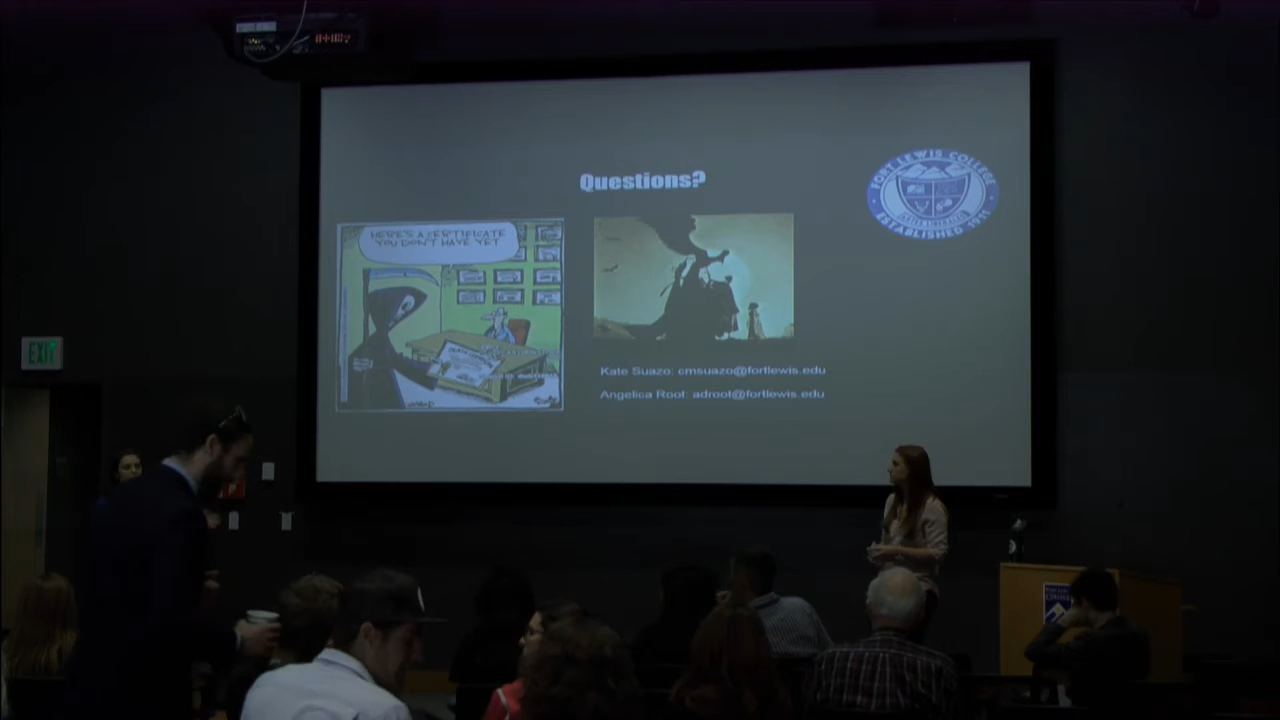 Questions?
FORT LEWIS COLLEGE
ESTABLISHED 1911
HERE'S A CERTIFICATE
YOU DON'T HAVE YET
Kate Suazo: cmsuazo@fortlewis.edu
Angelica Root: adroot@fortlewis.edu
EXIT